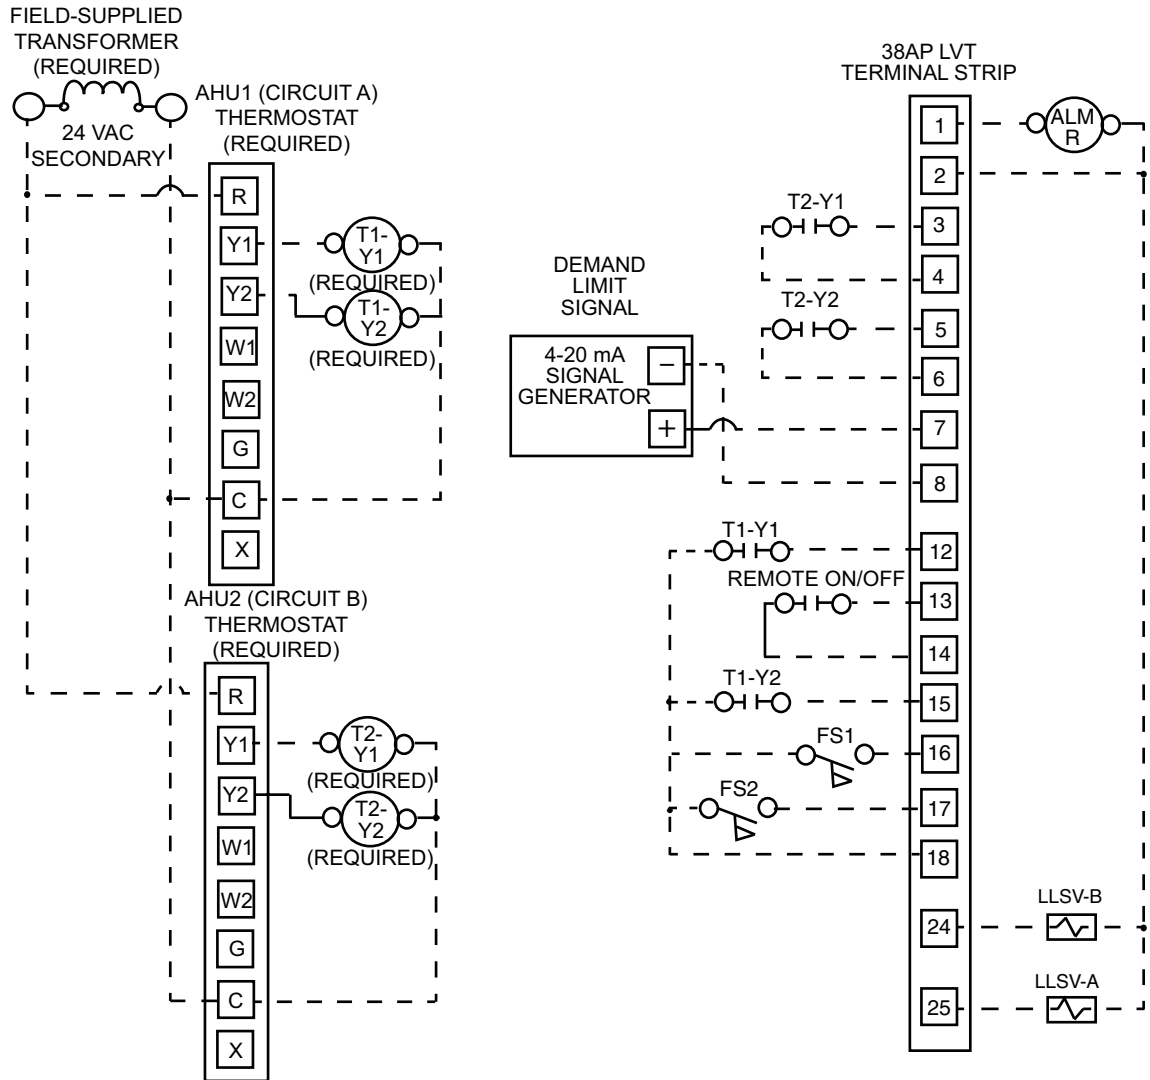 FIELD-SUPPLIED
TRANSFORMER
(REQUIRED)
24 VAC
SECONDARY
AHU1 (CIRCUIT A)
THERMOSTAT
(REQUIRED)
R
Y1
Y2
W1
W2
G
C
X
T1-
Y1
(REQUIRED)
T1-
Y2
(REQUIRED)
AHU2 (CIRCUIT B)
THERMOSTAT
(REQUIRED)
R
Y1
Y2
W1
W2
G
C
X
T2-
Y1
(REQUIRED)
T2-
Y2
(REQUIRED)
DEMAND
LIMIT
SIGNAL
4-20 mA
SIGNAL
GENERATOR
−
+
38AP LVT
TERMINAL STRIP
1
2
3
4
5
6
7
8
12
13
14
15
16
17
18
24
25
ALM
R
T2-Y1
T2-Y2
T1-Y1
REMOTE ON/OFF
T1-Y2
FS1
FS2
LLSV-B
LLSV-A